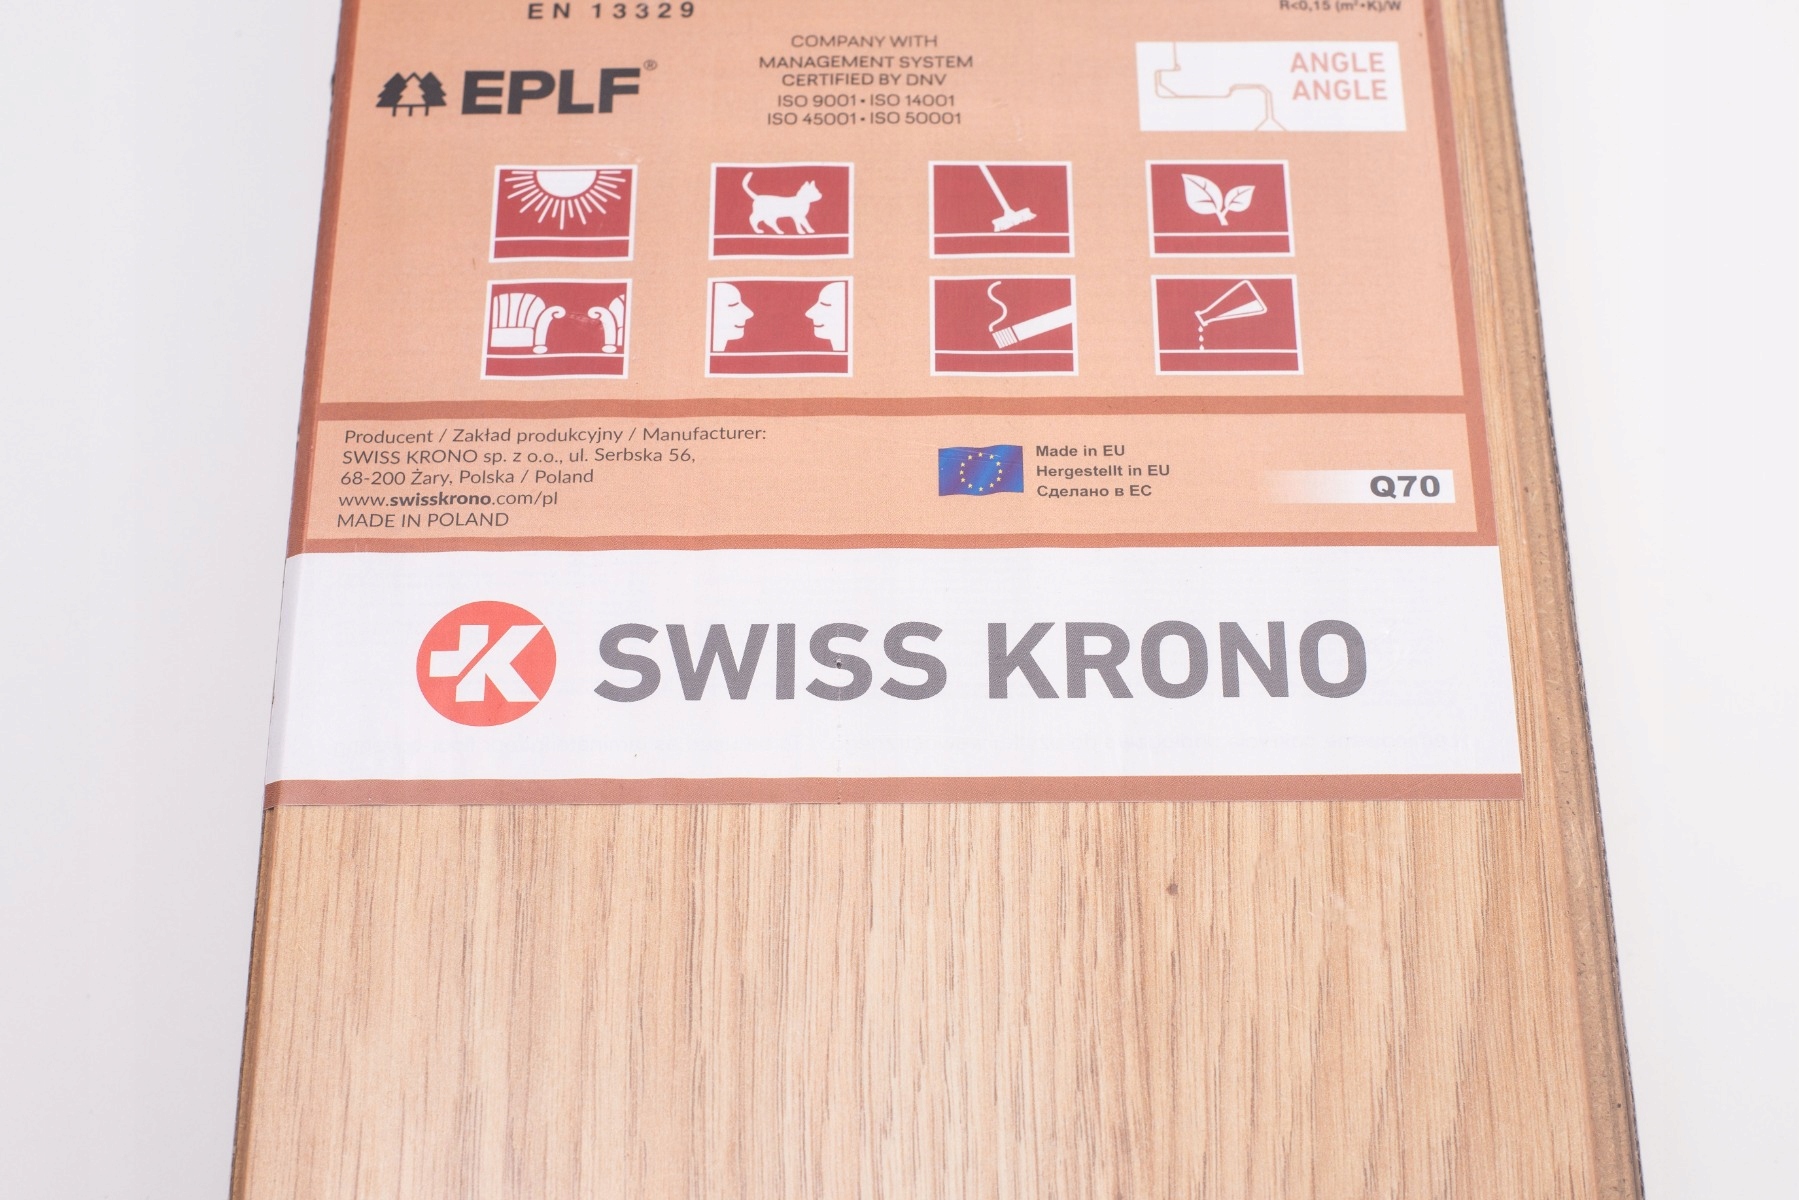 EN 13329
R<0,15 (m²•K)/W
EPLF®
COMPANY WITH
MANAGEMENT SYSTEM
CERTIFIED BY DNV
ISO 9001 • ISO 14001
ISO 45001 • ISO 50001
ANGLE
ANGLE
Producent / Zakład produkcyjny / Manufacturer:
SWISS KRONO sp. z o.o., ul. Serbska 56,
68-200 Żary, Polska / Poland
www.swisskrono.com/pl
MADE IN POLAND
Made in EU
Hergestellt in EU
Сделано в ЕС
Q70
SWISS KRONO